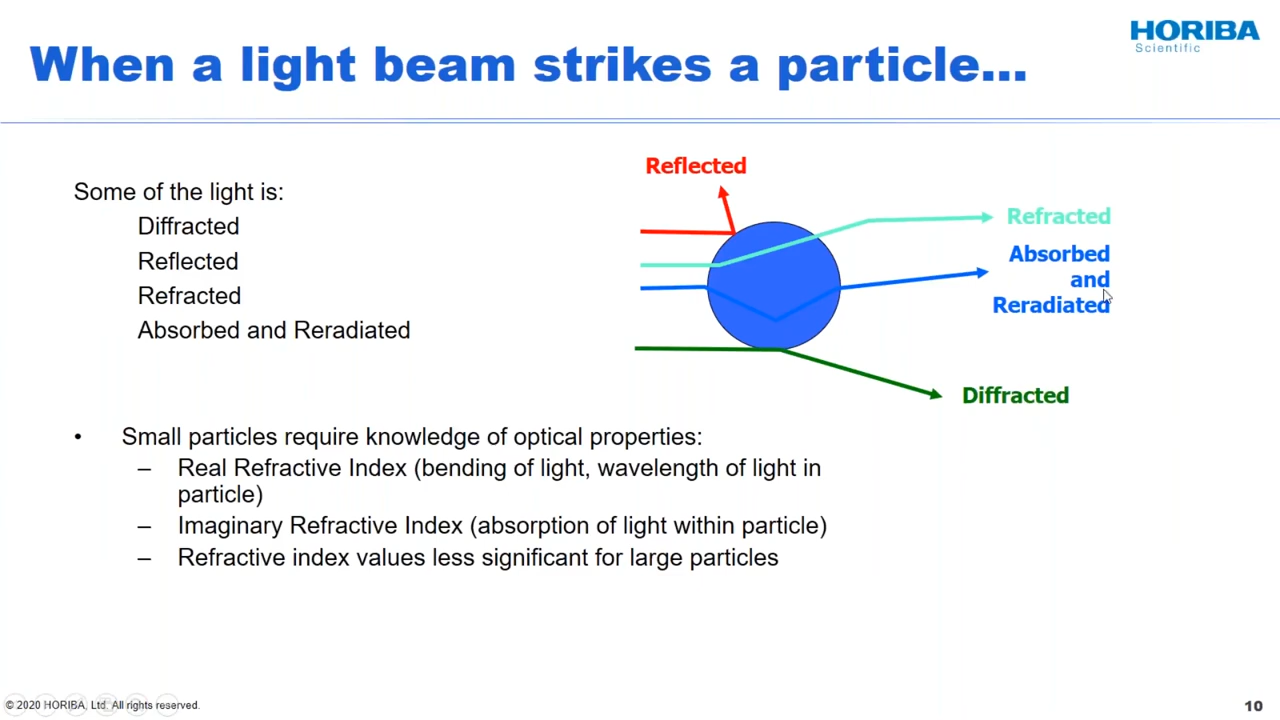 HORIBA
Scientific
When a light beam strikes a particle...
Some of the light is:
Diffracted
Reflected
Refracted
Absorbed and Reradiated
Reflected
Refracted
Absorbed
and
Reradiated
Diffracted
• Small particles require knowledge of optical properties:
– Real Refractive Index (bending of light, wavelength of light in
particle)
– Imaginary Refractive Index (absorption of light within particle)
– Refractive index values less significant for large particles
© 2020 HORIBA, Ltd. All rights reserved.
10